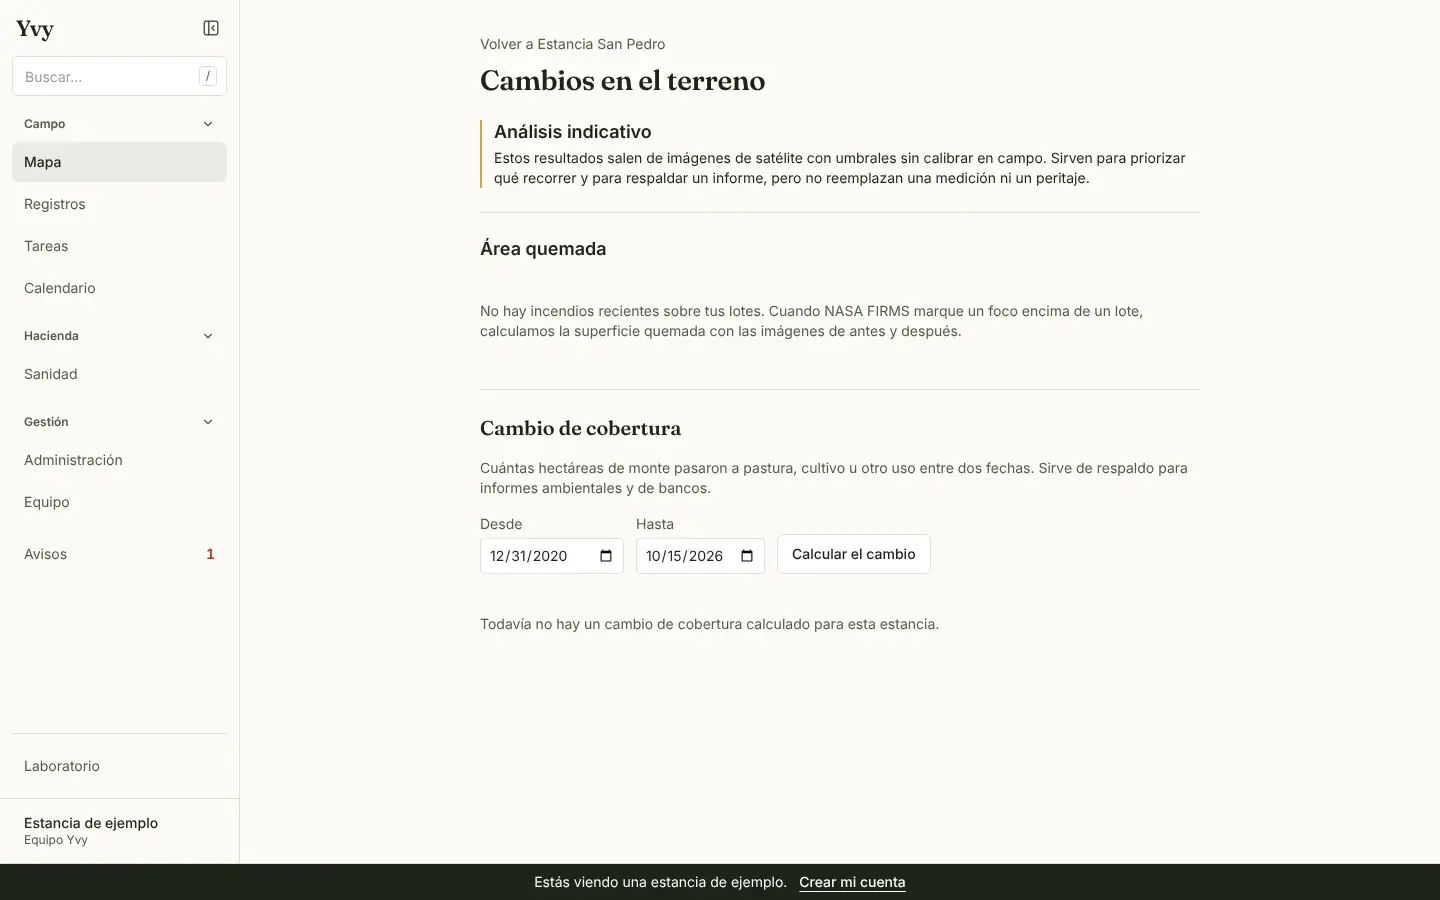 Yvy
Buscar...
/
Campo
Mapa
Registros
Tareas
Calendario
Hacienda
Sanidad
Gestión
Administración
Equipo
Avisos 1
Laboratorio
Estancia de ejemplo
Equipo Yvy
Volver a Estancia San Pedro
Cambios en el terreno
Análisis indicativo
Estos resultados salen de imágenes de satélite con umbrales sin calibrar en campo. Sirven para priorizar
qué recorrer y para respaldar un informe, pero no reemplazan una medición ni un peritaje.
Área quemada
No hay incendios recientes sobre tus lotes. Cuando NASA FIRMS marque un foco encima de un lote,
calculamos la superficie quemada con las imágenes de antes y después.
Cambio de cobertura
Cuántas hectáreas de monte pasaron a pastura, cultivo u otro uso entre dos fechas. Sirve de respaldo para
informes ambientales y de bancos.
Desde Hasta
12/31/2020 10/15/2026 Calcular el cambio
Todavía no hay un cambio de cobertura calculado para esta estancia.
Estás viendo una estancia de ejemplo. Crear mi cuenta